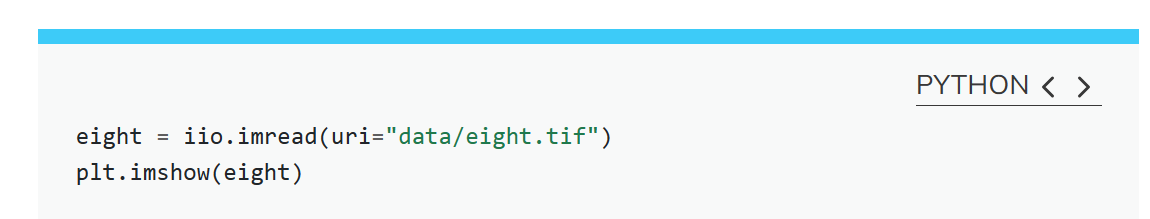 PYTHON < >
eight = iio.imread(uri="data/eight.tif")
plt.imshow(eight)